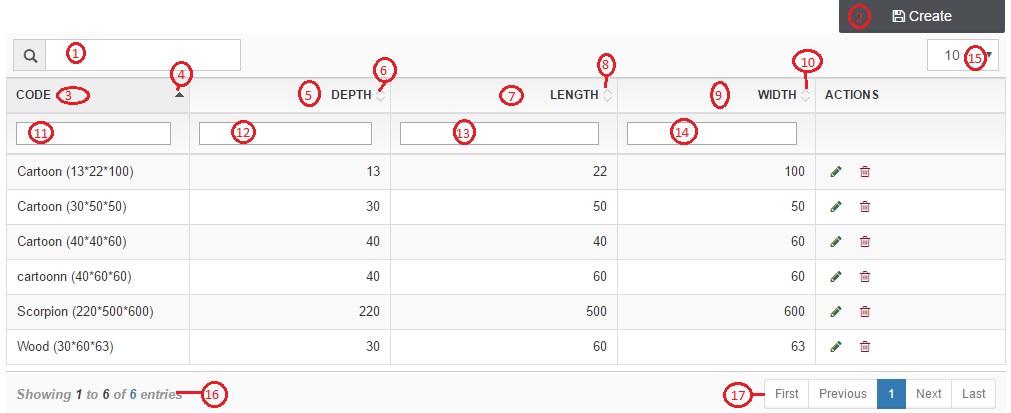 2 Create
1 10 15
4 6 8 10
CODE 3 5 DEPTH 7 LENGTH 9 WIDTH ACTIONS
11 12 13 14
Cartoon (13*22*100) 13 22 100
Cartoon (30*50*50) 30 50 50
Cartoon (40*40*60) 40 40 60
cartoonn (40*60*60) 40 60 60
Scorpion (220*500*600) 220 500 600
Wood (30*60*63) 30 60 63
Showing 1 to 6 of 6 entries 16 17 First Previous 1 Next Last